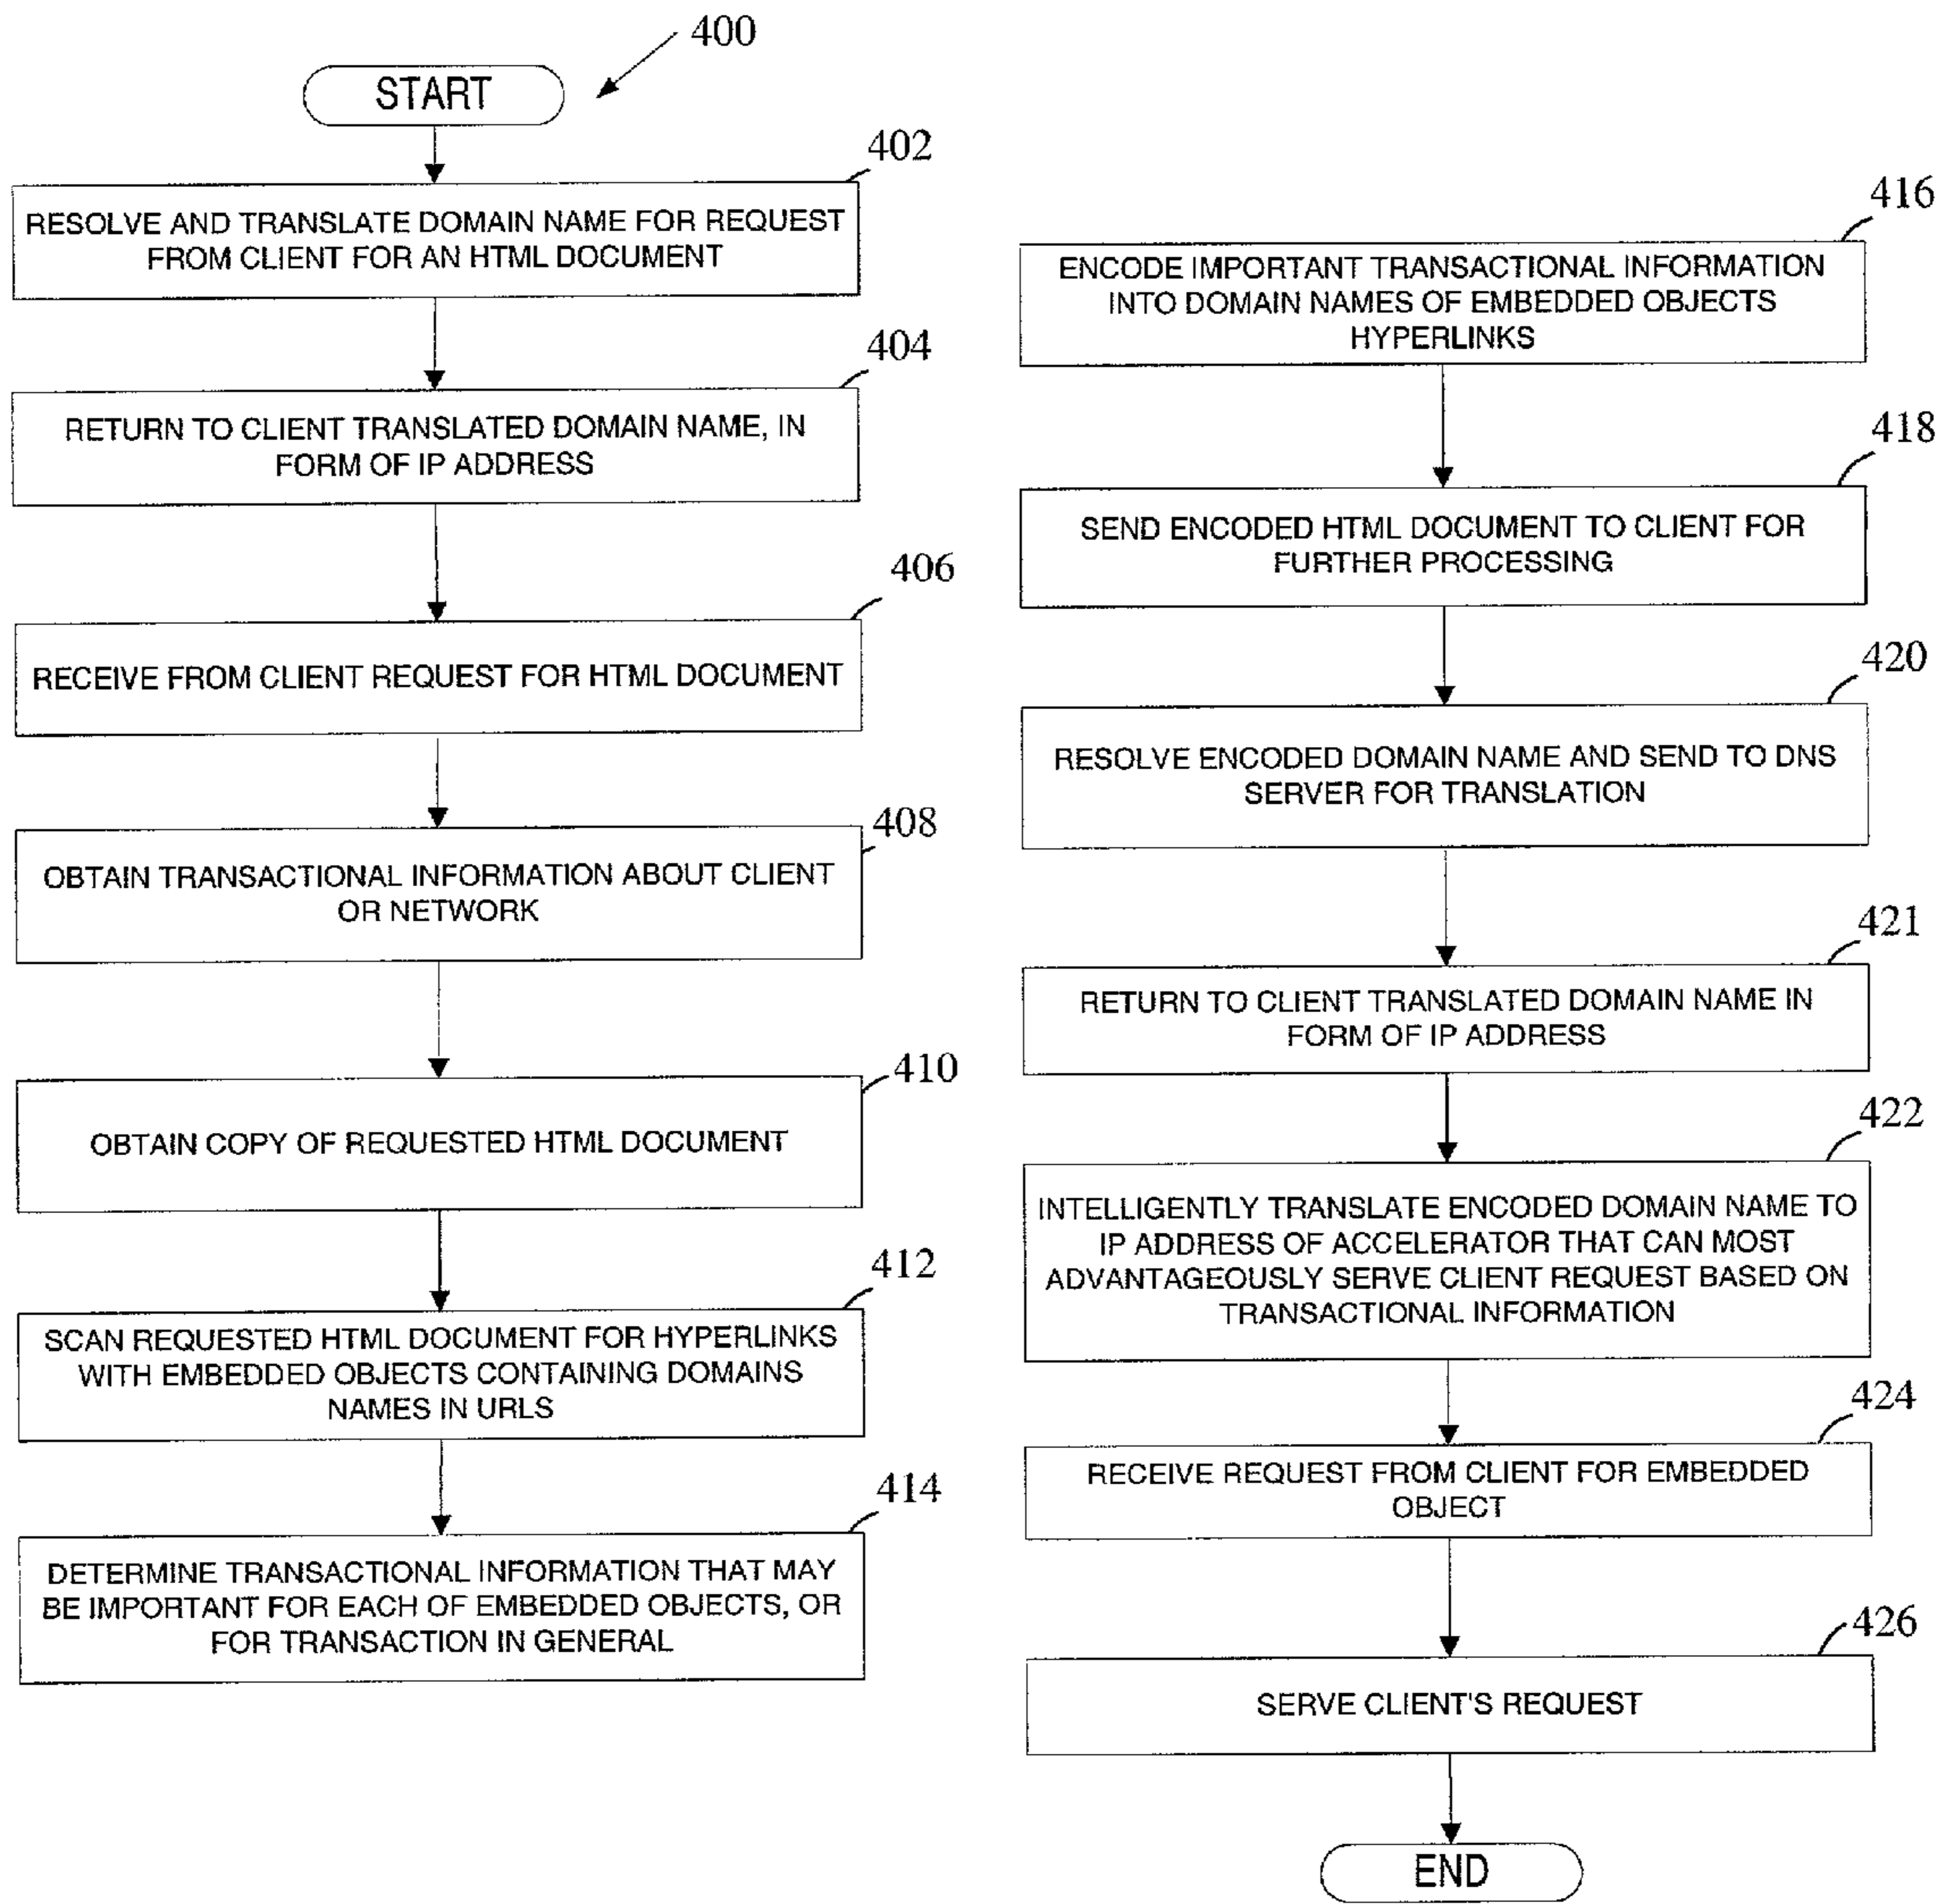 400
START
402
RESOLVE AND TRANSLATE DOMAIN NAME FOR REQUEST
FROM CLIENT FOR AN HTML DOCUMENT
404
RETURN TO CLIENT TRANSLATED DOMAIN NAME, IN
FORM OF IP ADDRESS
406
RECEIVE FROM CLIENT REQUEST FOR HTML DOCUMENT
408
OBTAIN TRANSACTIONAL INFORMATION ABOUT CLIENT
OR NETWORK
410
OBTAIN COPY OF REQUESTED HTML DOCUMENT
412
SCAN REQUESTED HTML DOCUMENT FOR HYPERLINKS
WITH EMBEDDED OBJECTS CONTAINING DOMAINS
NAMES IN URLS
414
DETERMINE TRANSACTIONAL INFORMATION THAT MAY
BE IMPORTANT FOR EACH OF EMBEDDED OBJECTS, OR
FOR TRANSACTION IN GENERAL
416
ENCODE IMPORTANT TRANSACTIONAL INFORMATION
INTO DOMAIN NAMES OF EMBEDDED OBJECTS
HYPERLINKS
418
SEND ENCODED HTML DOCUMENT TO CLIENT FOR
FURTHER PROCESSING
420
RESOLVE ENCODED DOMAIN NAME AND SEND TO DNS
SERVER FOR TRANSLATION
421
RETURN TO CLIENT TRANSLATED DOMAIN NAME IN
FORM OF IP ADDRESS
422
INTELLIGENTLY TRANSLATE ENCODED DOMAIN NAME TO
IP ADDRESS OF ACCELERATOR THAT CAN MOST
ADVANTAGEOUSLY SERVE CLIENT REQUEST BASED ON
TRANSACTIONAL INFORMATION
424
RECEIVE REQUEST FROM CLIENT FOR EMBEDDED
OBJECT
426
SERVE CLIENT'S REQUEST
END